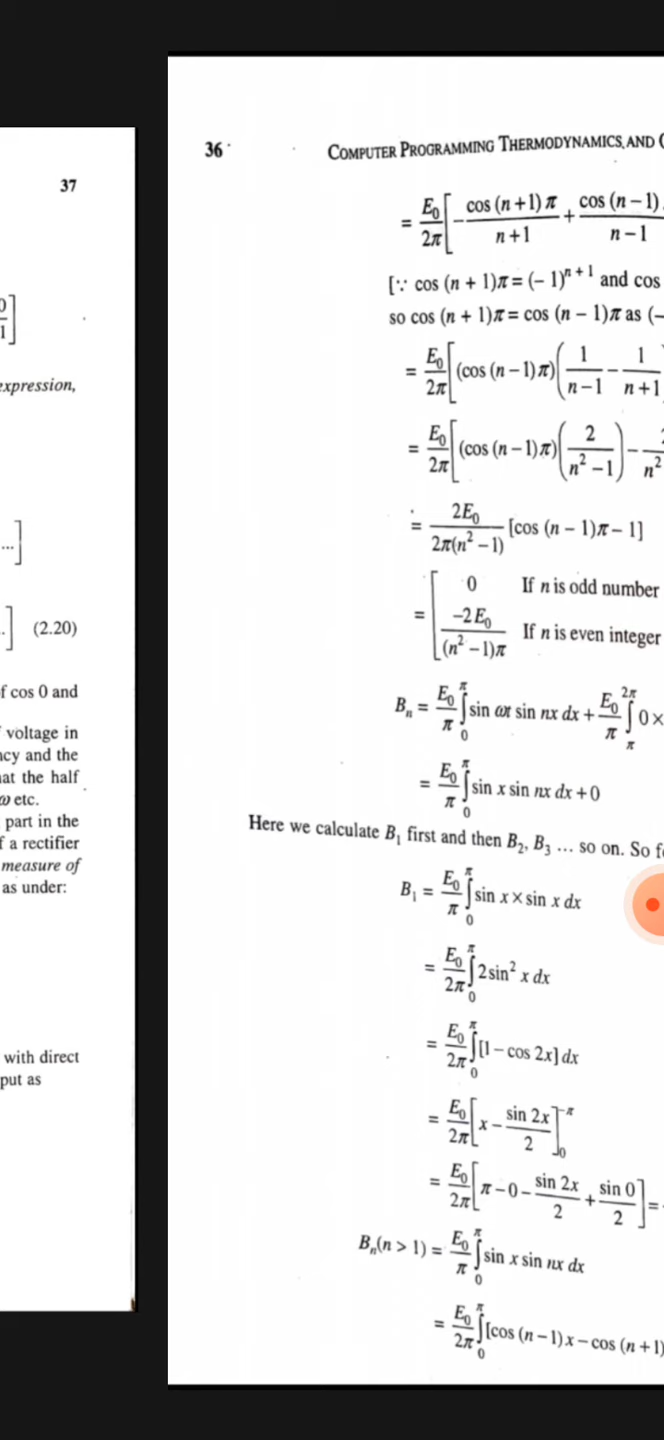 37
0
1]
expression,
...]
.] (2.20)
f cos 0 and
voltage in
ncy and the
at the half
ω etc.
part in the
f a rectifier
measure of
as under:
with direct
put as
36
COMPUTER PROGRAMMING THERMODYNAMICS, AND
= E₀/2π [ - cos (n+1) π / n+1 + cos (n−1) / n−1
[∵ cos (n + 1)π = (− 1)ⁿ⁺¹ and cos
so cos (n + 1)π = cos (n − 1)π as (−
= E₀/2π [ (cos (n−1) π) ( 1/n−1 − 1/n+1
= E₀/2π [ (cos (n−1) π) ( 2/n²−1 ) − 2/n²
= 2E₀ / 2π(n² − 1) [cos (n − 1)π − 1]
= [ 0 If n is odd number
−2E₀ / (n² −1)π If n is even integer
Bₙ = E₀/π ∫₀^π sin ωt sin nx dx + E₀/π ∫_π^2π 0 ×
= E₀/π ∫₀^π sin x sin nx dx + 0
Here we calculate B₁ first and then B₂, B₃ ... so on. So f
B₁ = E₀/π ∫₀^π sin x × sin x dx
= E₀/2π ∫₀^π 2 sin² x dx
= E₀/2π ∫₀^π [1 − cos 2x] dx
= E₀/2π [ x − sin 2x / 2 ]₀^−π
= E₀/2π [ π − 0 − sin 2x / 2 + sin 0 / 2 ] =
Bₙ(n > 1) = E₀/π ∫₀^π sin x sin nx dx
= E₀/2π ∫₀^π [cos (n − 1) x − cos (n + 1)